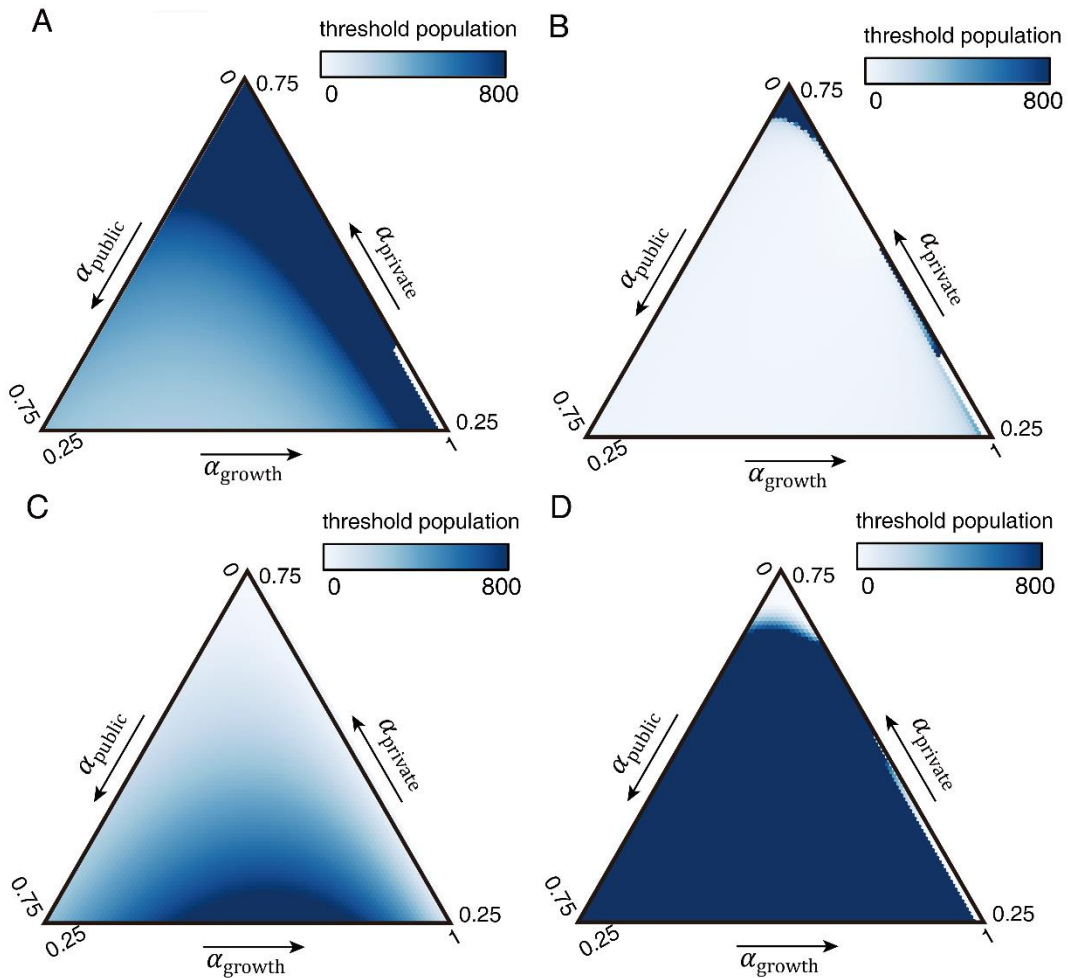 A
threshold population
0 800
0 0.75
α_public
α_private
0.75 0.25
0.25 1
α_growth
B
threshold population
0 800
0 0.75
α_public
α_private
0.75 0.25
0.25 1
α_growth
C
threshold population
0 800
0 0.75
α_public
α_private
0.75 0.25
0.25 1
α_growth
D
threshold population
0 800
0 0.75
α_public
α_private
0.75 0.25
0.25 1
α_growth